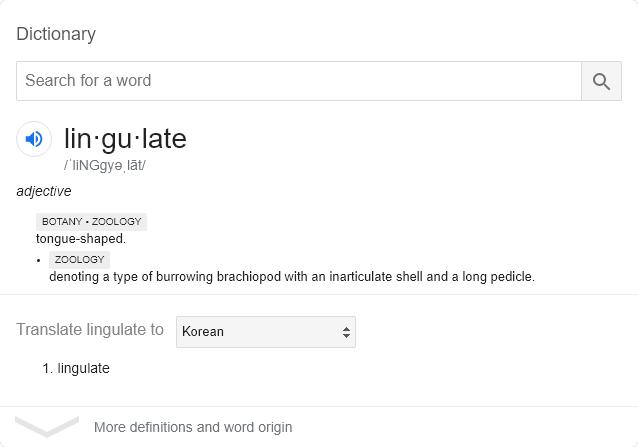 Dictionary
Search for a word
lin·gu·late
/ˈliNGgyəˌlāt/
adjective
BOTANY • ZOOLOGY
tongue-shaped.
• ZOOLOGY
denoting a type of burrowing brachiopod with an inarticulate shell and a long pedicle.
Translate lingulate to Korean
1. lingulate
More definitions and word origin